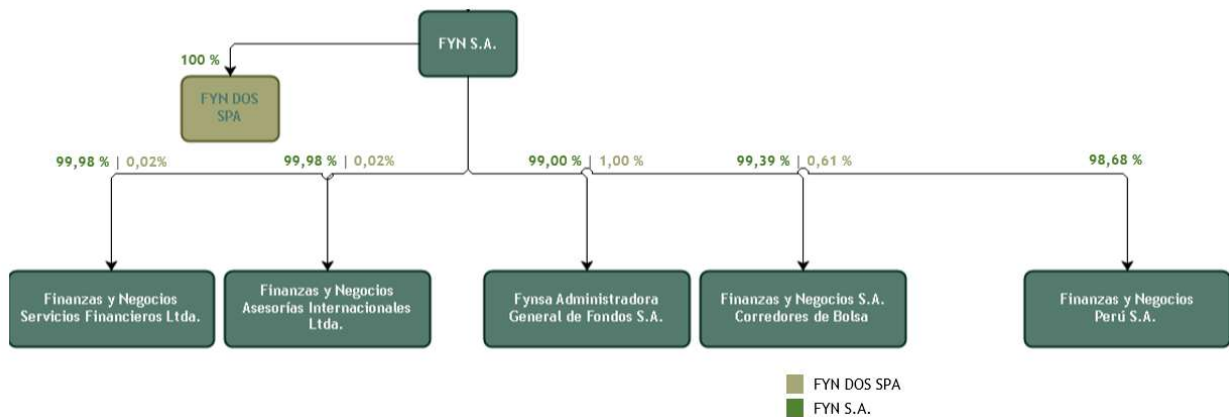 FYN S.A.
100 %
FYN DOS
SPA
99,98 % | 0,02%
99,98 % | 0,02%
99,00 % | 1,00 %
99,39 % | 0,61 %
98,68 %
Finanzas y Negocios
Servicios Financieros Ltda.
Finanzas y Negocios
Asesorías Internacionales
Ltda.
Fynsa Administradora
General de Fondos S.A.
Finanzas y Negocios S.A.
Corredores de Bolsa
Finanzas y Negocios
Perú S.A.
FYN DOS SPA
FYN S.A.